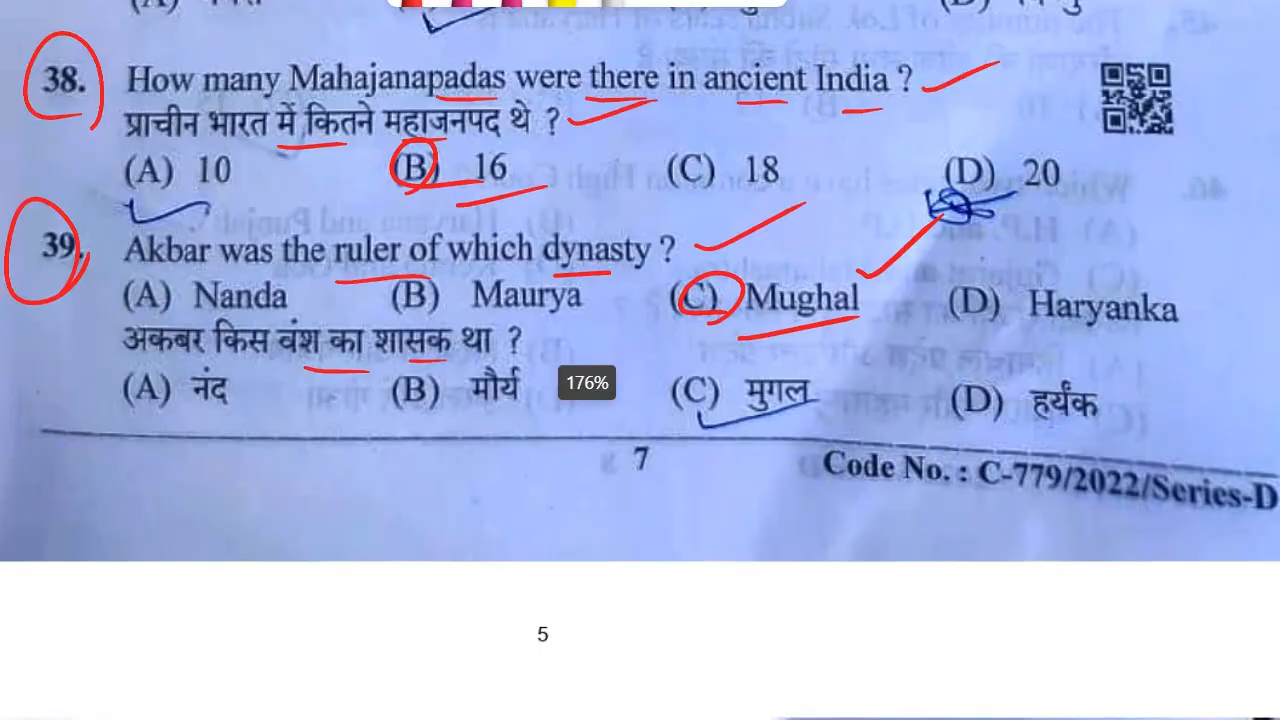 38. How many Mahajanapadas were there in ancient India ?
प्राचीन भारत में कितने महाजनपद थे ?
(A) 10 (B) 16 (C) 18 (D) 20
39. Akbar was the ruler of which dynasty ?
(A) Nanda (B) Maurya (C) Mughal (D) Haryanka
अकबर किस वंश का शासक था ?
(A) नंद (B) मौर्य (C) मुगल (D) हर्यंक
176%
7
Code No. : C-779/2022/Series-D
5